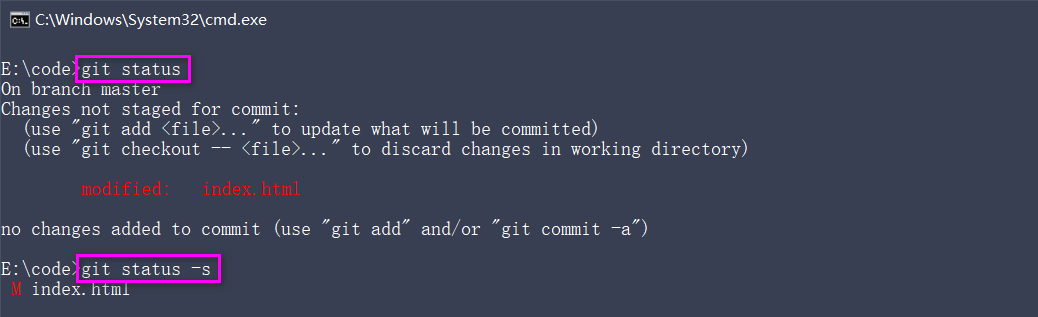 C:\Windows\System32\cmd.exe
E:\code>git status
On branch master
Changes not staged for commit:
  (use "git add <file>..." to update what will be committed)
  (use "git checkout -- <file>..." to discard changes in working directory)
        modified:   index.html
no changes added to commit (use "git add" and/or "git commit -a")
E:\code>git status -s
 M index.html